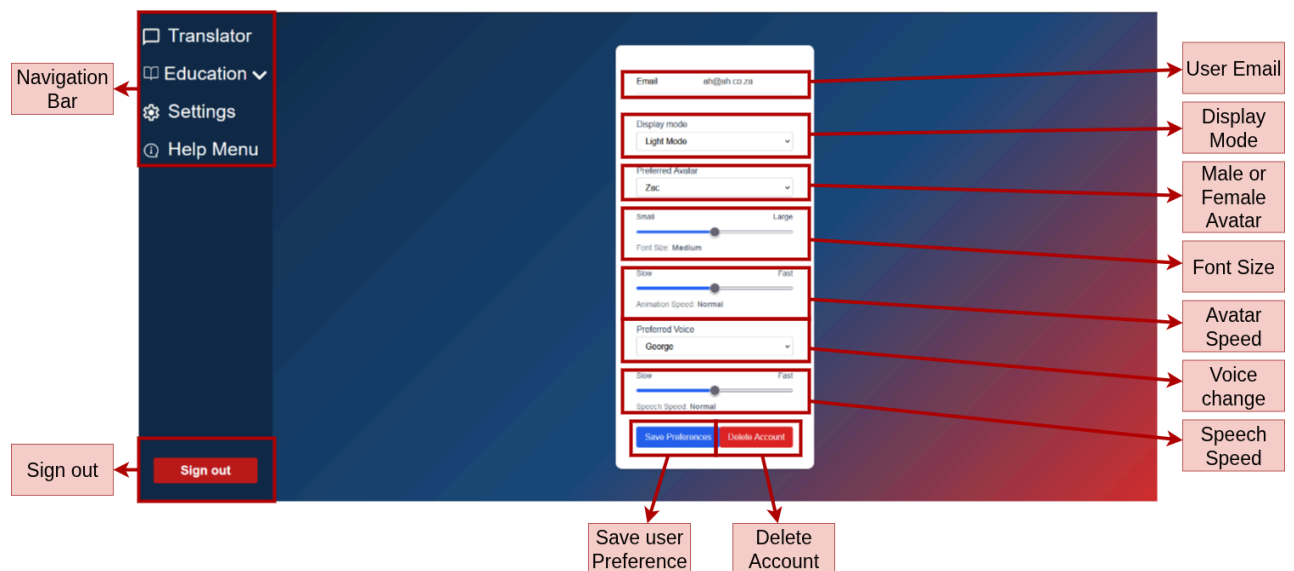 Navigation
Bar
Translator
Education
Settings
Help Menu
Sign out
Sign out
Email ah@ah.co.za
Display mode
Light Mode
Preferred Avatar
Zac
Small Large
Font Size: Medium
Slow Fast
Animation Speed: Normal
Preferred Voice
George
Slow Fast
Speech Speed: Normal
Save Preferences Delete Account
User Email
Display
Mode
Male or
Female
Avatar
Font Size
Avatar
Speed
Voice
change
Speech
Speed
Save user
Preference
Delete
Account